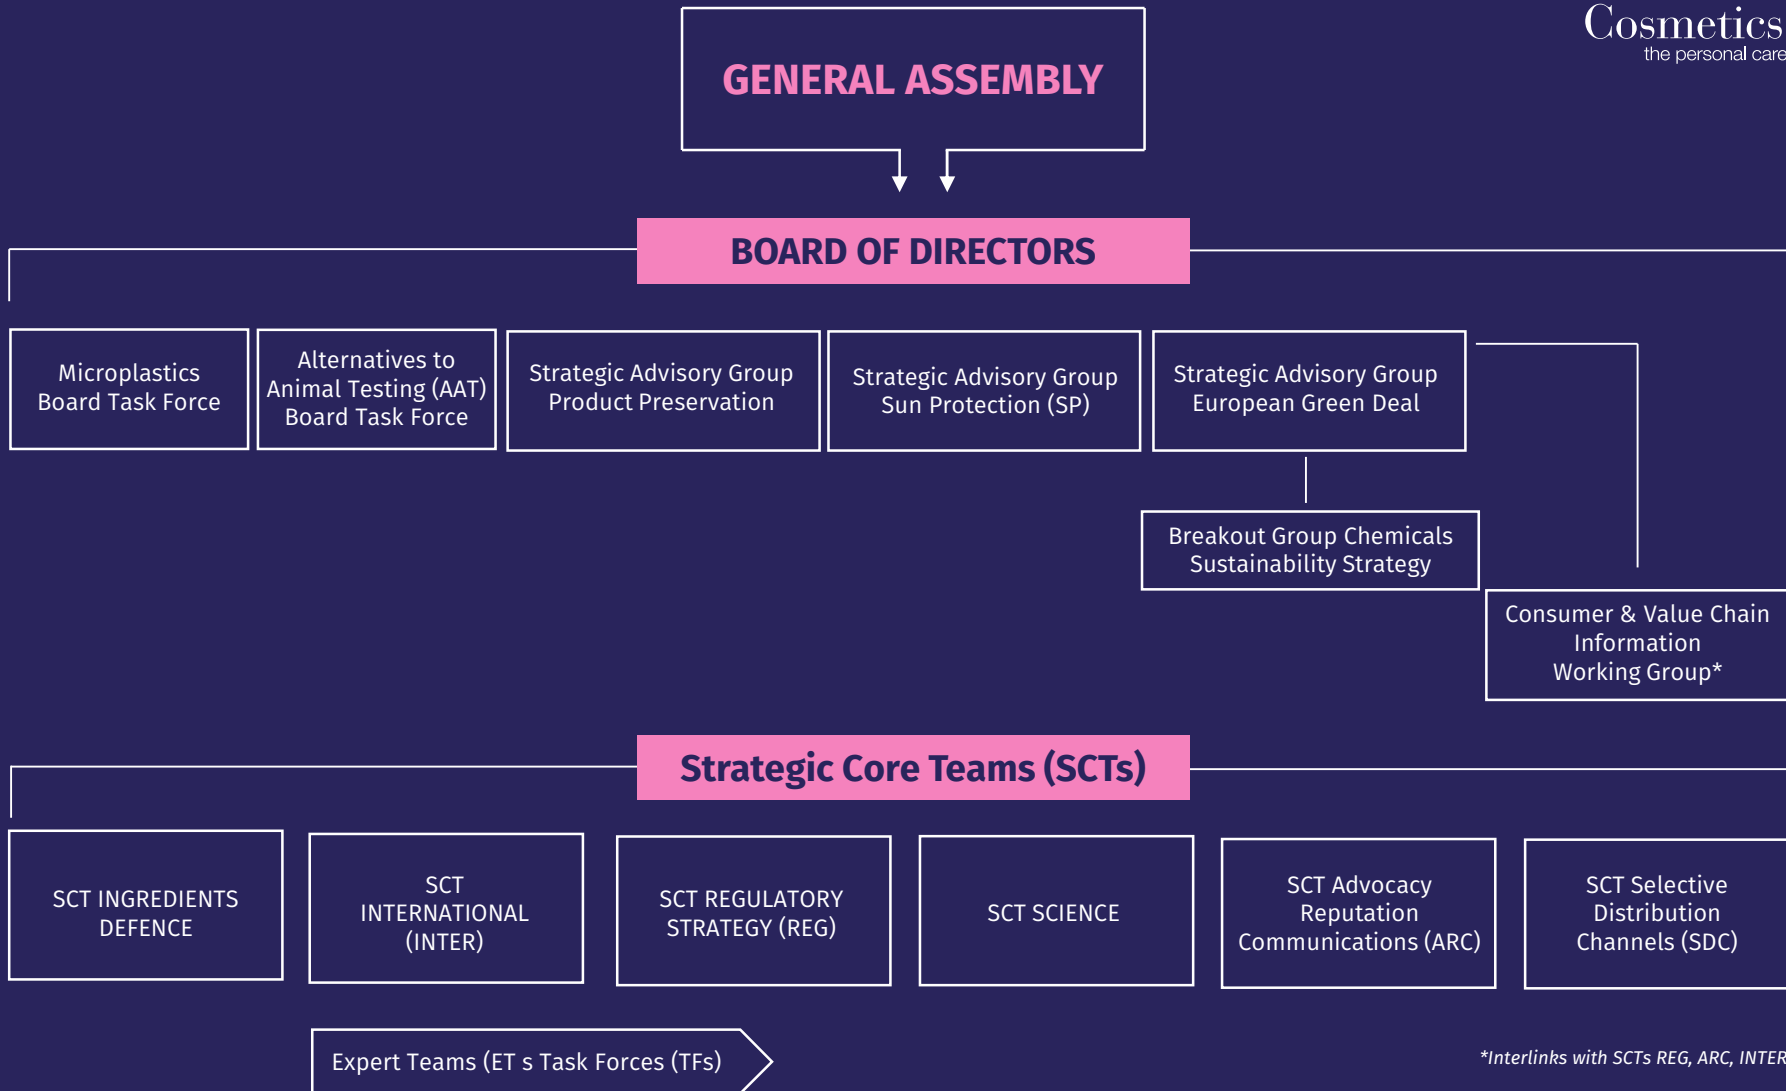 Cosmetics
the personal care
GENERAL ASSEMBLY
BOARD OF DIRECTORS
Microplastics
Board Task Force
Alternatives to
Animal Testing (AAT)
Board Task Force
Strategic Advisory Group
Product Preservation
Strategic Advisory Group
Sun Protection (SP)
Strategic Advisory Group
European Green Deal
Breakout Group Chemicals
Sustainability Strategy
Consumer & Value Chain
Information
Working Group*
Strategic Core Teams (SCTs)
SCT INGREDIENTS
DEFENCE
SCT
INTERNATIONAL
(INTER)
SCT REGULATORY
STRATEGY (REG)
SCT SCIENCE
SCT Advocacy
Reputation
Communications (ARC)
SCT Selective
Distribution
Channels (SDC)
Expert Teams (ET s Task Forces (TFs)
*Interlinks with SCTs REG, ARC, INTER